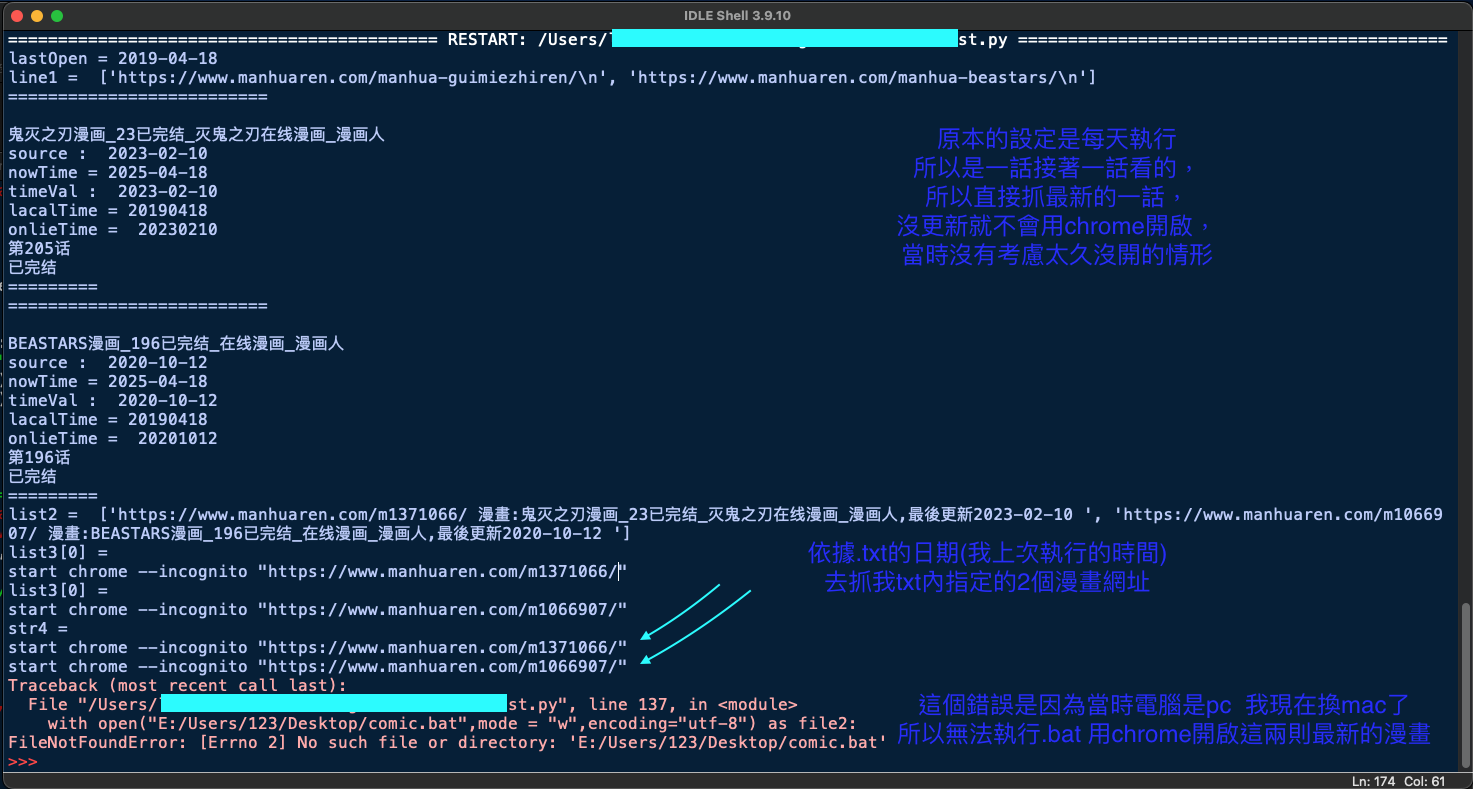 IDLE Shell 3.9.10
=========================================== RESTART: /Users/ st.py ===========================================
lastOpen = 2019-04-18
line1 =  ['https://www.manhuaren.com/manhua-guimiezhiren/\n', 'https://www.manhuaren.com/manhua-beastars/\n']
==========================
鬼灭之刃漫画_23已完结_灭鬼之刃在线漫画_漫画人
source :  2023-02-10
nowTime = 2025-04-18
timeVal :  2023-02-10
lacalTime = 20190418
onlieTime =  20230210
第205话
已完结
=========
==========================
BEASTARS漫画_196已完结_在线漫画_漫画人
source :  2020-10-12
nowTime = 2025-04-18
timeVal :  2020-10-12
lacalTime = 20190418
onlieTime =  20201012
第196话
已完结
=========
原本的設定是每天執行
所以是一話接著一話看的，
所以直接抓最新的一話，
沒更新就不會用chrome開啟，
當時沒有考慮太久沒開的情形
list2 =  ['https://www.manhuaren.com/m1371066/ 漫畫:鬼灭之刃漫画_23已完结_灭鬼之刃在线漫画_漫画人,最後更新2023-02-10 ', 'https://www.manhuaren.com/m10669
07/ 漫畫:BEASTARS漫画_196已完结_在线漫画_漫画人,最後更新2020-10-12 ']
list3[0] =
start chrome --incognito "https://www.manhuaren.com/m1371066/"
list3[0] =
start chrome --incognito "https://www.manhuaren.com/m1066907/"
str4 =
start chrome --incognito "https://www.manhuaren.com/m1371066/"
start chrome --incognito "https://www.manhuaren.com/m1066907/"
依據.txt的日期(我上次執行的時間)
去抓我txt內指定的2個漫畫網址
Traceback (most recent call last):
  File "/Users/ st.py", line 137, in <module>
    with open("E:/Users/123/Desktop/comic.bat",mode = "w",encoding="utf-8") as file2:
FileNotFoundError: [Errno 2] No such file or directory: 'E:/Users/123/Desktop/comic.bat'
>>>
這個錯誤是因為當時電腦是pc 我現在換mac了
所以無法執行.bat 用chrome開啟這兩則最新的漫畫
Ln: 174 Col: 61